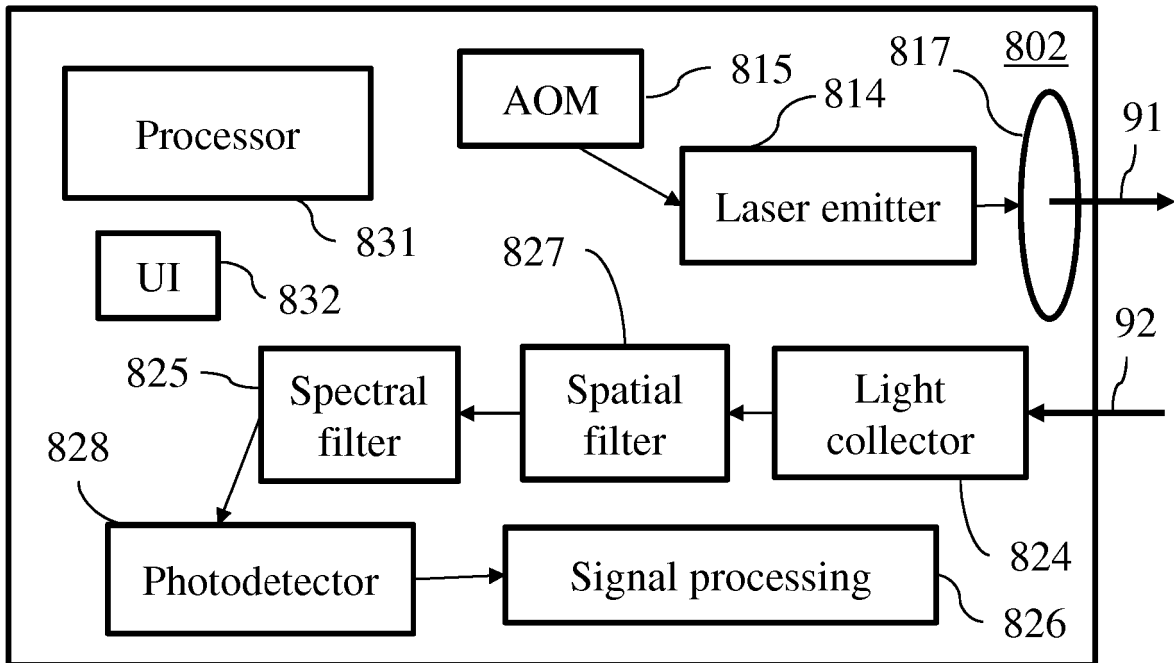 802
817
815
AOM
814
91
Processor
Laser emitter
831
827
UI
832
92
825
Spectral
filter
Spatial
filter
Light
collector
828
824
Photodetector
Signal processing
826